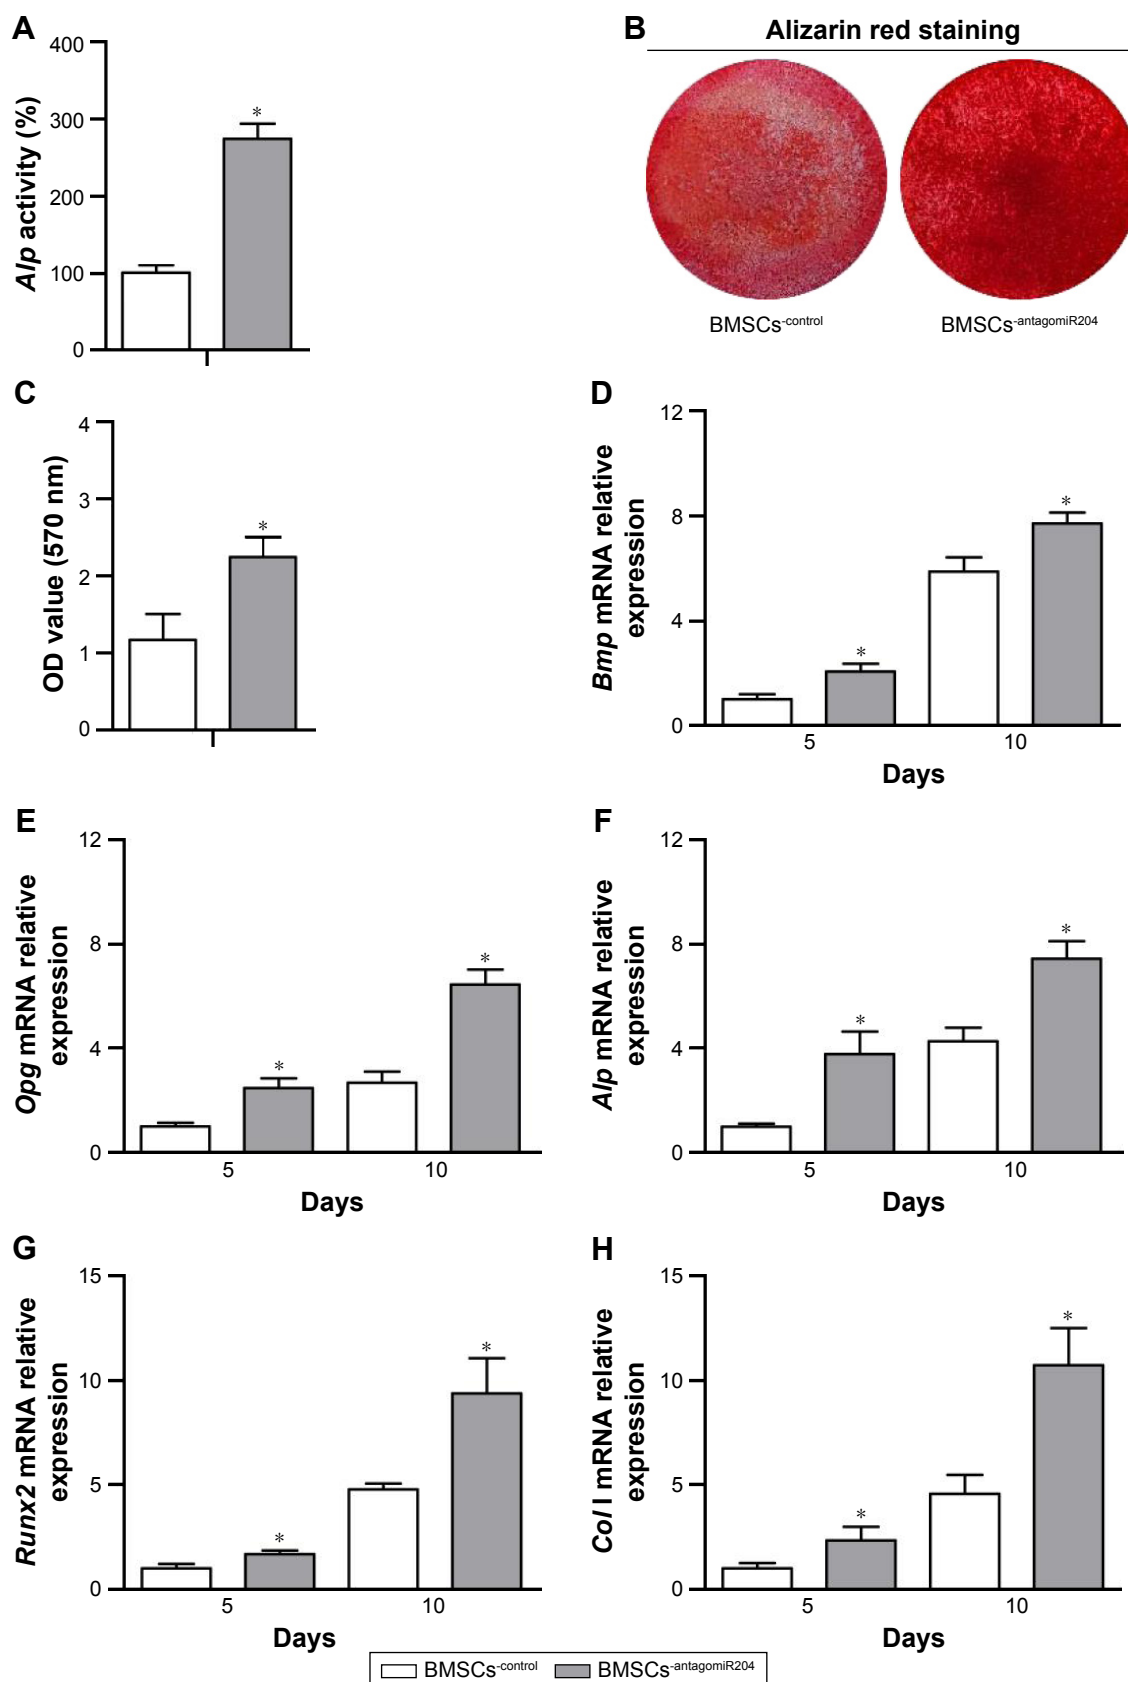 A
400
300
200
100
0
Alp activity (%)
*
B
Alizarin red staining
BMSCs-control
BMSCs-antagomiR204
C
4
3
2
1
0
OD value (570 nm)
*
D
12
8
4
0
Bmp mRNA relative
expression
*
*
5
10
Days
E
12
8
4
0
Opg mRNA relative
expression
*
*
5
10
Days
F
12
8
4
0
Alp mRNA relative
expression
*
*
5
10
Days
G
15
10
5
0
Runx2 mRNA relative
expression
*
*
5
10
Days
H
15
10
5
0
Col I mRNA relative
expression
*
*
5
10
Days
BMSCs-control
BMSCs-antagomiR204